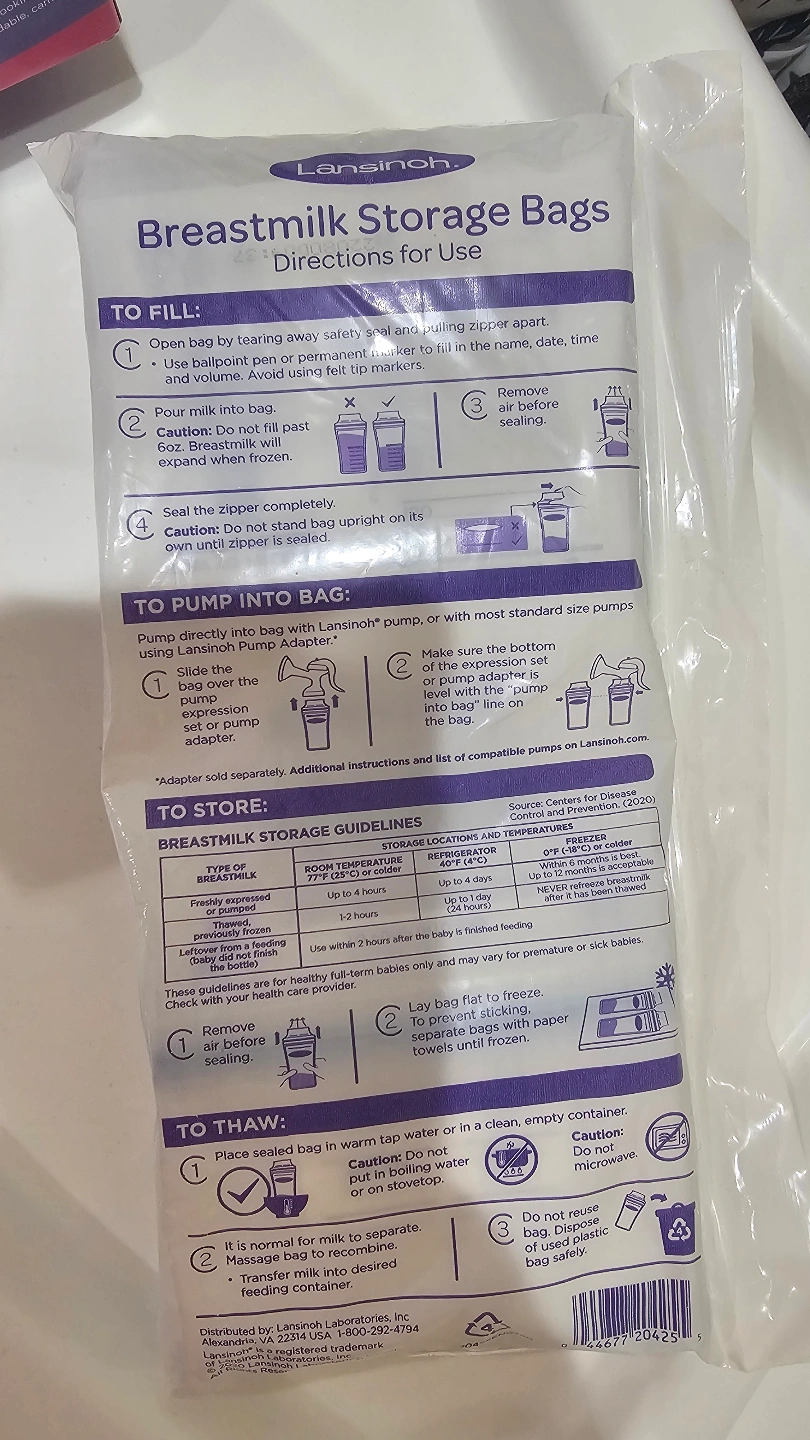 able, can
Lansinoh.
Breastmilk Storage Bags
Directions for Use
TO FILL:
1
Open bag by tearing away safety seal and pulling zipper apart.
• Use ballpoint pen or permanent marker to fill in the name, date, time
and volume. Avoid using felt tip markers.
2
Pour milk into bag.
Caution: Do not fill past
6oz. Breastmilk will
expand when frozen.
3
Remove
air before
sealing.
4
Seal the zipper completely.
Caution: Do not stand bag upright on its
own until zipper is sealed.
TO PUMP INTO BAG:
Pump directly into bag with Lansinoh® pump, or with most standard size pumps
using Lansinoh Pump Adapter.*
1
Slide the
bag over the
pump
expression
set or pump
adapter.
2
Make sure the bottom
of the expression set
or pump adapter is
level with the "pump
into bag" line on
the bag.
*Adapter sold separately. Additional instructions and list of compatible pumps on Lansinoh.com.
TO STORE:
Source: Centers for Disease
Control and Prevention. (2020)
BREASTMILK STORAGE GUIDELINES
STORAGE LOCATIONS AND TEMPERATURES
TYPE OF
BREASTMILK
ROOM TEMPERATURE
77°F (25°C) or colder
REFRIGERATOR
40°F (4°C)
FREEZER
0°F (-18°C) or colder
Freshly expressed
or pumped
Up to 4 hours
Up to 4 days
Within 6 months is best.
Up to 12 months is acceptable
Thawed,
previously frozen
1-2 hours
Up to 1 day
(24 hours)
NEVER refreeze breastmilk
after it has been thawed
Leftover from a feeding
(baby did not finish
the bottle)
Use within 2 hours after the baby is finished feeding
These guidelines are for healthy full-term babies only and may vary for premature or sick babies.
Check with your health care provider.
1
Remove
air before
sealing.
2
Lay bag flat to freeze.
To prevent sticking,
separate bags with paper
towels until frozen.
TO THAW:
1
Place sealed bag in warm tap water or in a clean, empty container.
Caution: Do not
put in boiling water
or on stovetop.
Caution:
Do not
microwave.
2
It is normal for milk to separate.
Massage bag to recombine.
• Transfer milk into desired
feeding container.
3
Do not reuse
bag. Dispose
of used plastic
bag safely.
4
Distributed by: Lansinoh Laboratories, Inc
Alexandria, VA 22314 USA 1-800-292-4794
Lansinoh® is a registered trademark
of Lansinoh Laboratories, Inc.
© 2020 Lansinoh
All Rights
4
0 44677 20425 5